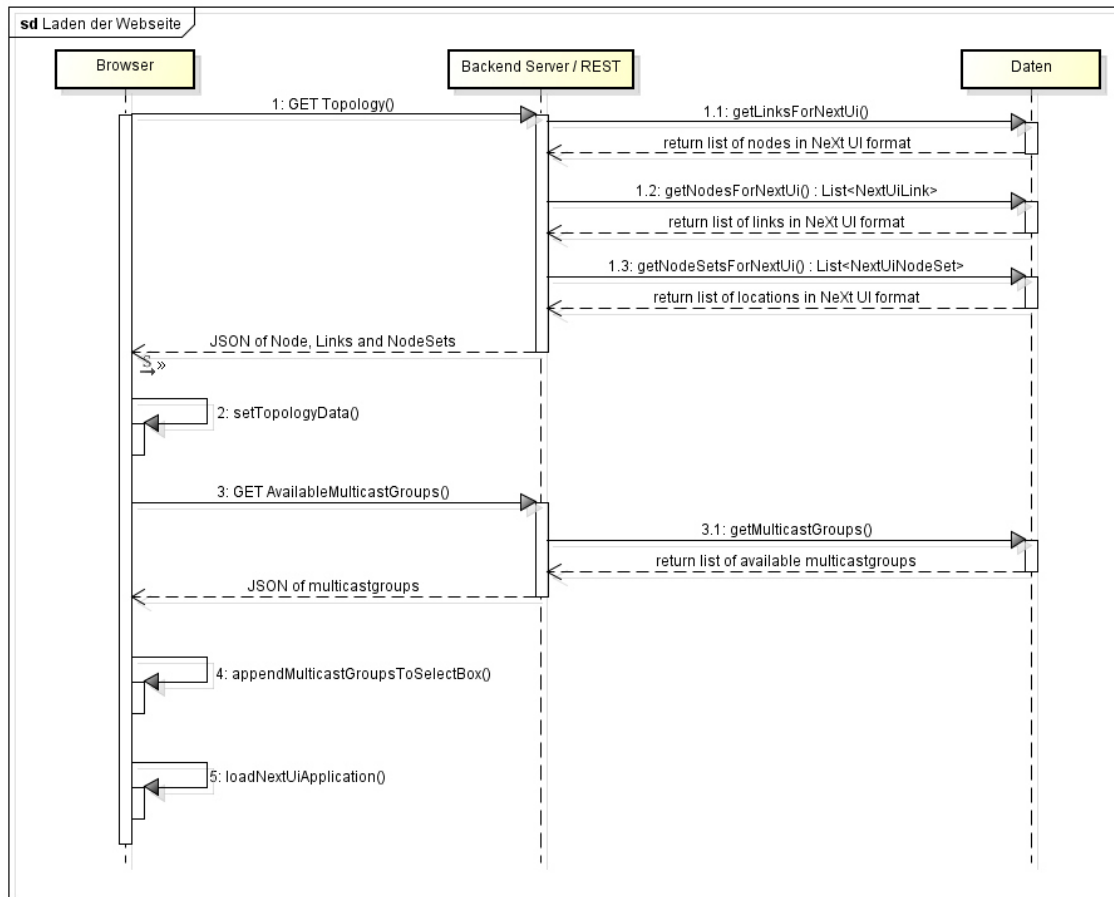 sd Laden der Webseite
Browser
Backend Server / REST
Daten
1: GET Topology()
1.1: getLinksForNextUi()
return list of nodes in NeXt UI format
1.2: getNodesForNextUi() : List<NextUiLink>
return list of links in NeXt UI format
1.3: getNodeSetsForNextUi() : List<NextUiNodeSet>
return list of locations in NeXt UI format
JSON of Node, Links and NodeSets
S »
2: setTopologyData()
3: GET AvailableMulticastGroups()
3.1: getMulticastGroups()
return list of available multicastgroups
JSON of multicastgroups
4: appendMulticastGroupsToSelectBox()
5: loadNextUiApplication()